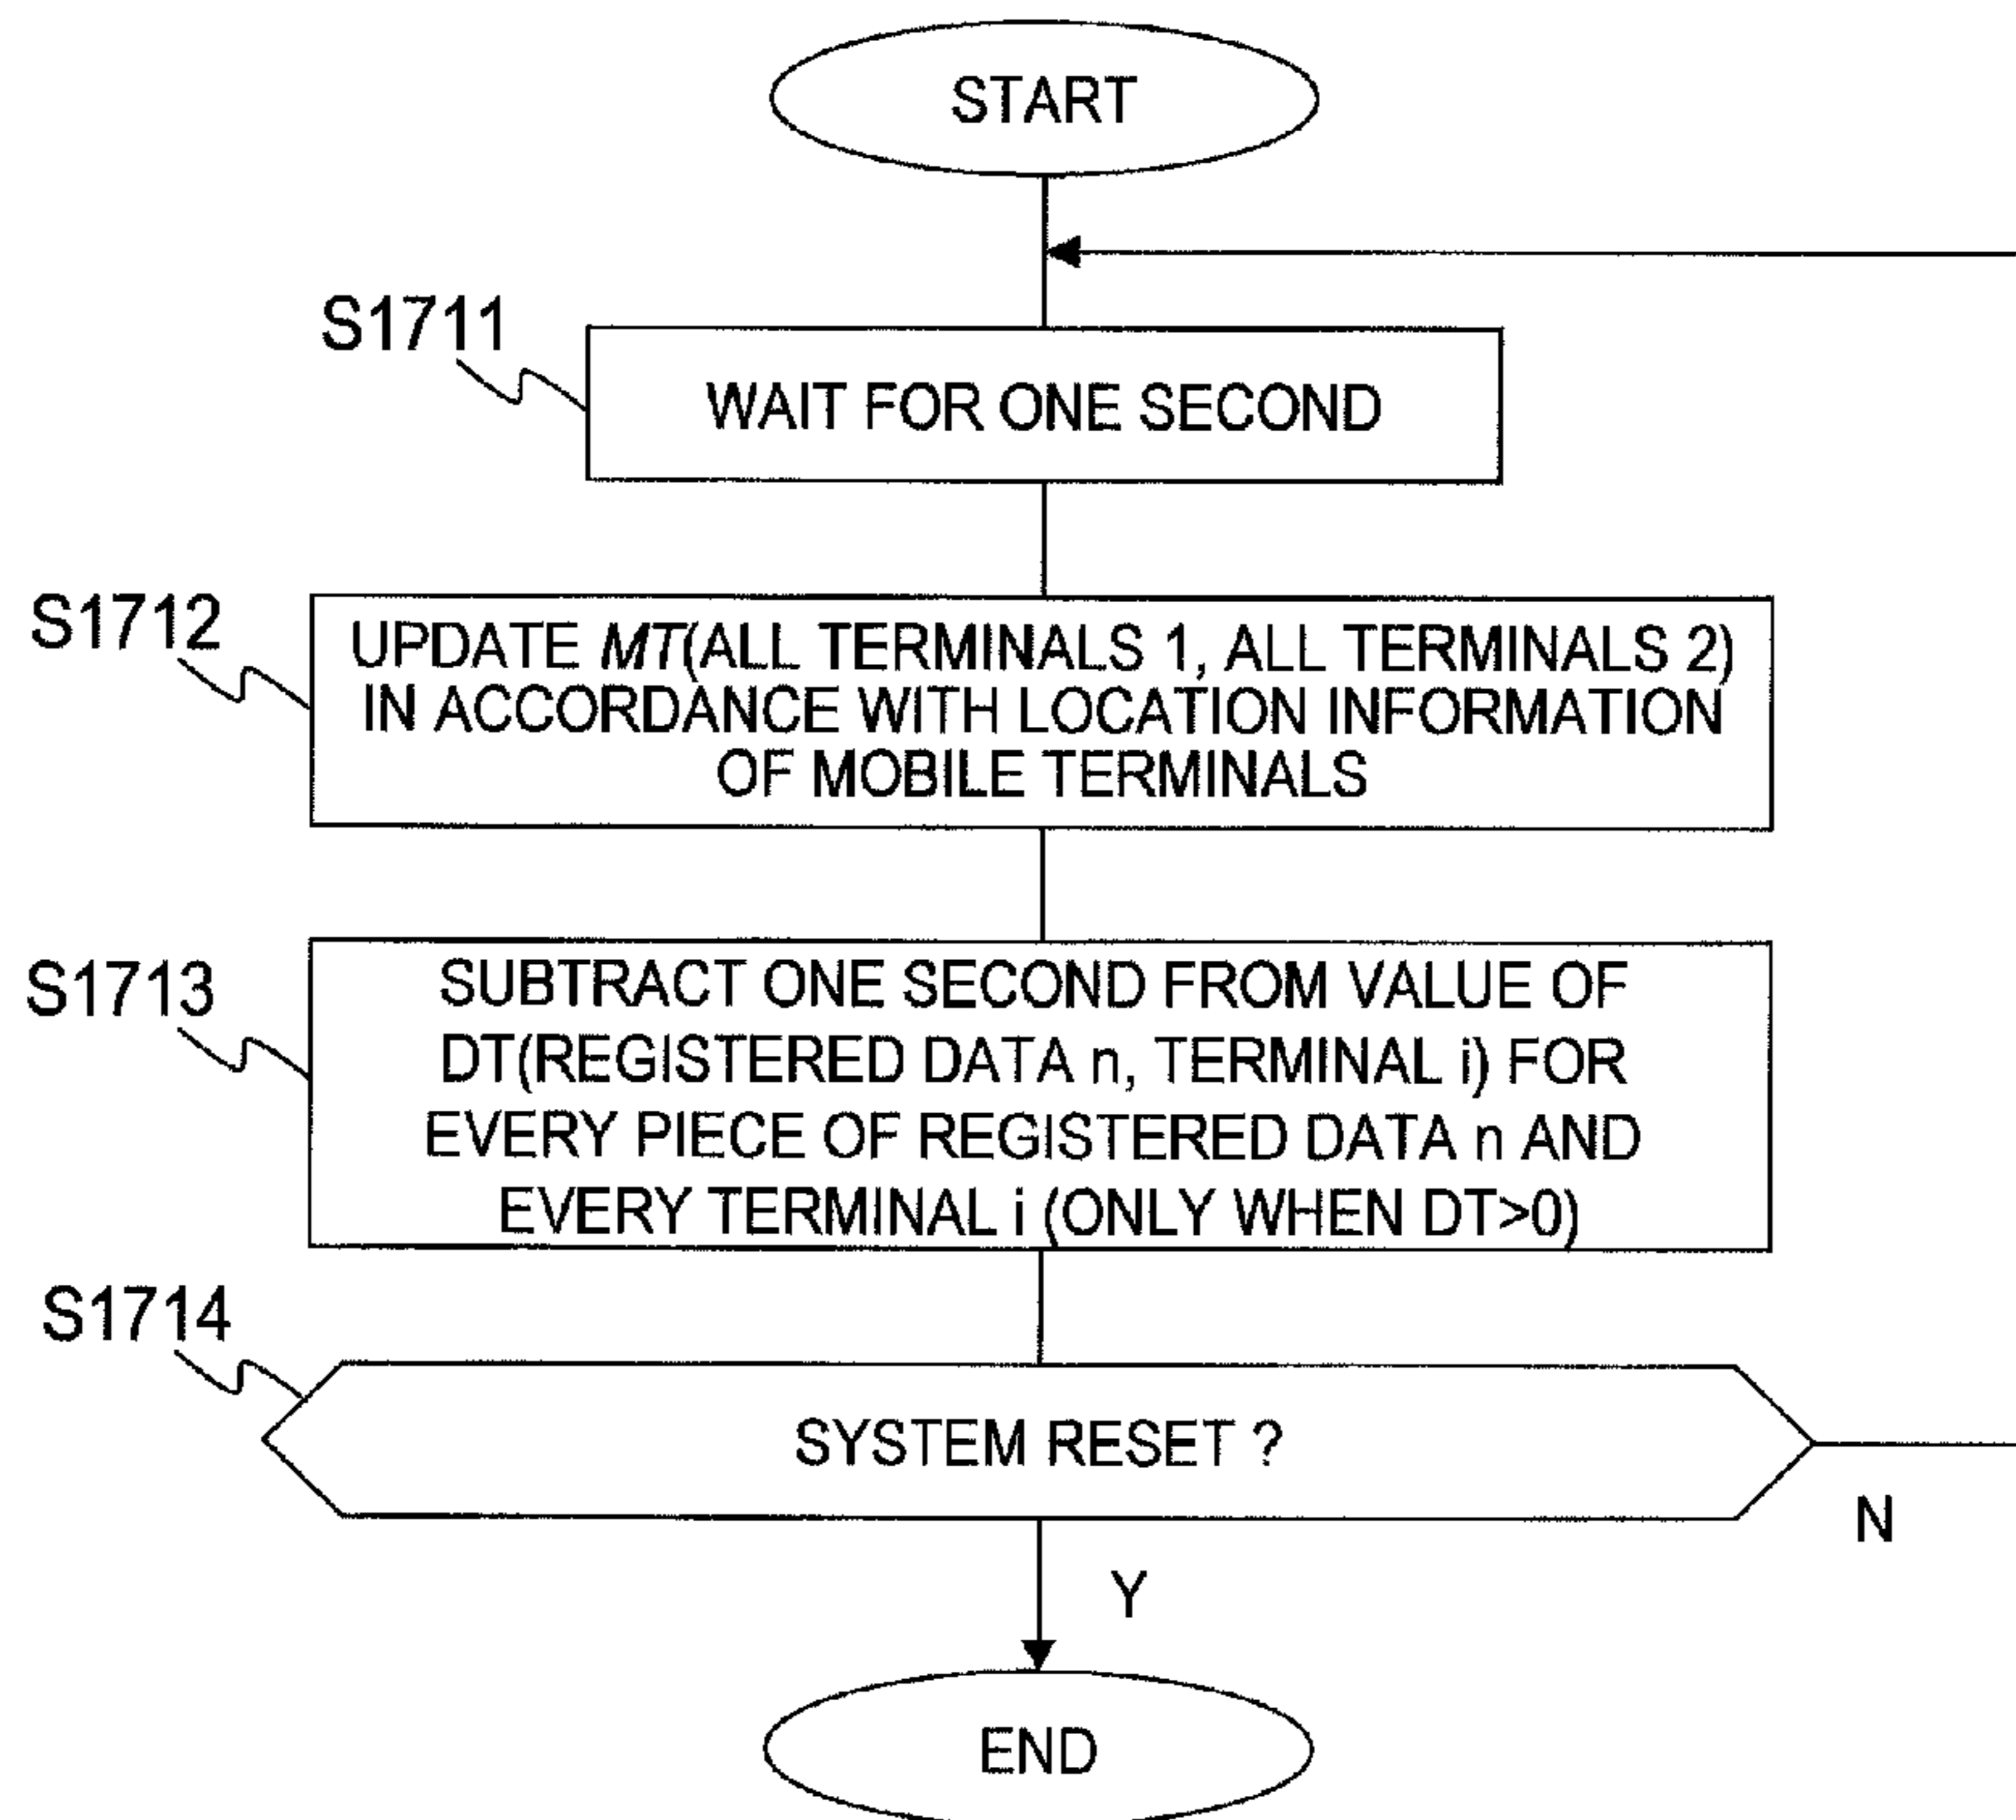 START
S1711
WAIT FOR ONE SECOND
S1712
UPDATE MT(ALL TERMINALS 1, ALL TERMINALS 2)
IN ACCORDANCE WITH LOCATION INFORMATION
OF MOBILE TERMINALS
S1713
SUBTRACT ONE SECOND FROM VALUE OF
DT(REGISTERED DATA n, TERMINAL i) FOR
EVERY PIECE OF REGISTERED DATA n AND
EVERY TERMINAL i (ONLY WHEN DT>0)
S1714
SYSTEM RESET ?
N
Y
END